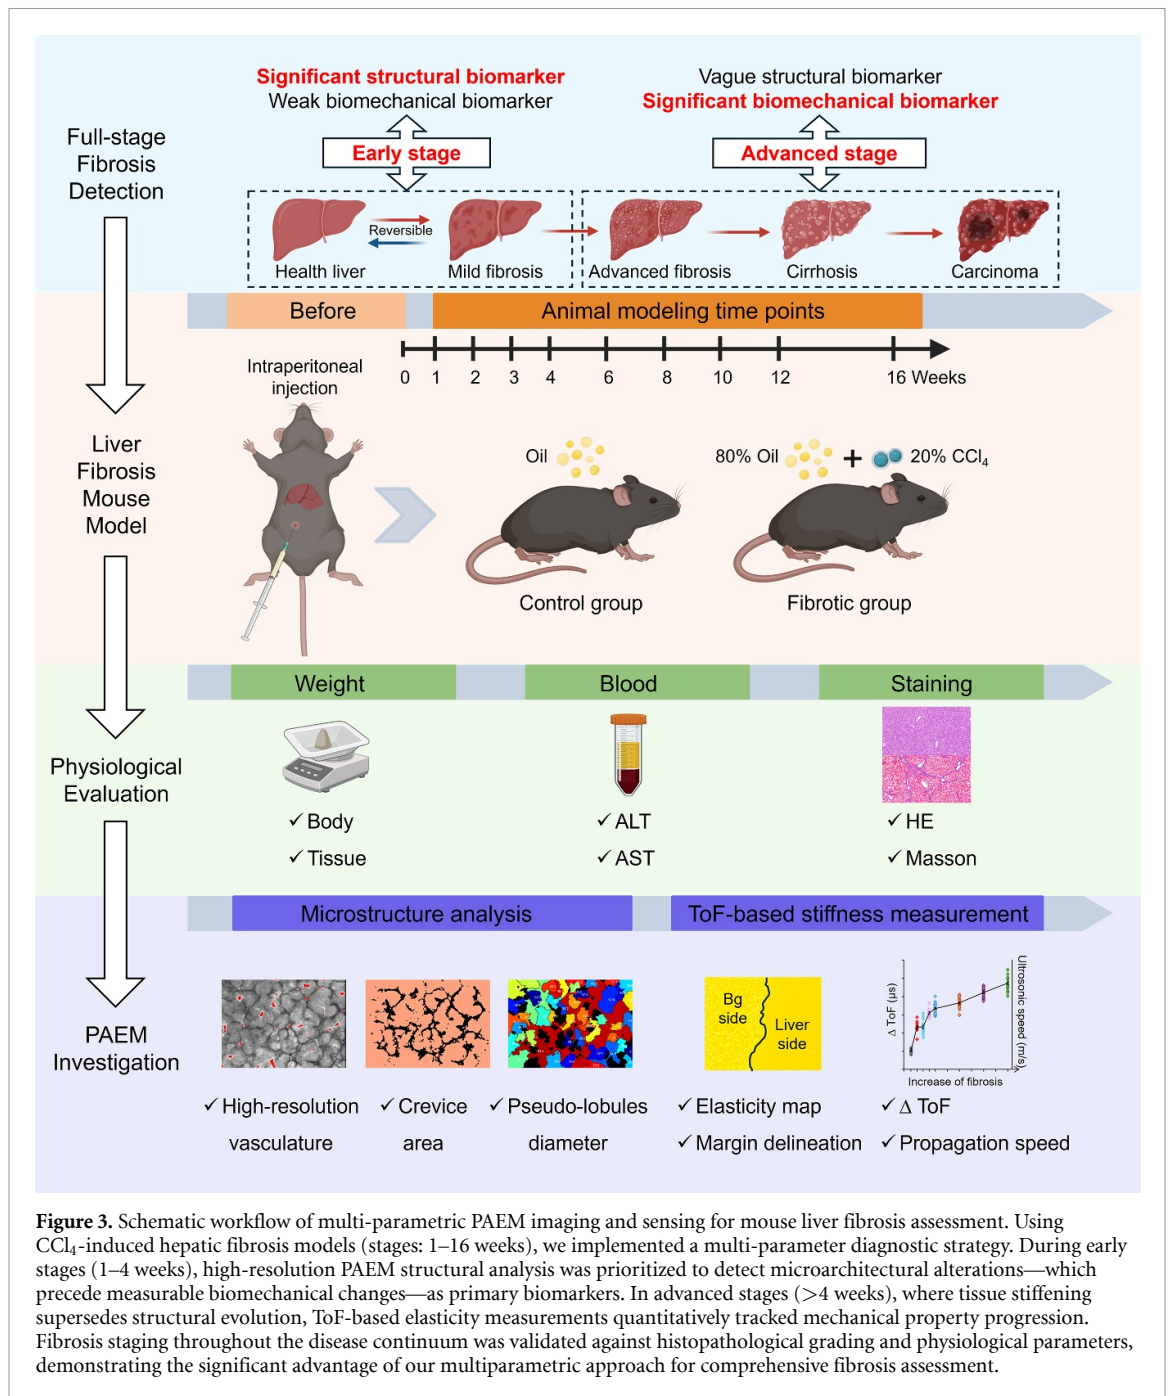 Significant structural biomarker
Weak biomechanical biomarker
Vague structural biomarker
Significant biomechanical biomarker
Full-stage
Fibrosis
Detection
Early stage
Advanced stage
Reversible
Health liver
Mild fibrosis
Advanced fibrosis
Cirrhosis
Carcinoma
Before
Animal modeling time points
0 1 2 3 4 6 8 10 12 16 Weeks
Intraperitoneal
injection
Liver
Fibrosis
Mouse
Model
Oil
80% Oil + 20% CCl₄
Control group
Fibrotic group
Weight
Blood
Staining
Physiological
Evaluation
✓ Body
✓ Tissue
✓ ALT
✓ AST
✓ HE
✓ Masson
Microstructure analysis
ToF-based stiffness measurement
PAEM
Investigation
Bg
side
Liver
side
Δ ToF (μs)
Ultrosonic speed (m/s)
Increase of fibrosis
✓ High-resolution
vasculature
✓ Crevice
area
✓ Pseudo-lobules
diameter
✓ Elasticity map
✓ Margin delineation
✓ Δ ToF
✓ Propagation speed
Figure 3. Schematic workflow of multi-parametric PAEM imaging and sensing for mouse liver fibrosis assessment. Using
CCl₄-induced hepatic fibrosis models (stages: 1–16 weeks), we implemented a multi-parameter diagnostic strategy. During early
stages (1–4 weeks), high-resolution PAEM structural analysis was prioritized to detect microarchitectural alterations—which
precede measurable biomechanical changes—as primary biomarkers. In advanced stages (>4 weeks), where tissue stiffening
supersedes structural evolution, ToF-based elasticity measurements quantitatively tracked mechanical property progression.
Fibrosis staging throughout the disease continuum was validated against histopathological grading and physiological parameters,
demonstrating the significant advantage of our multiparametric approach for comprehensive fibrosis assessment.